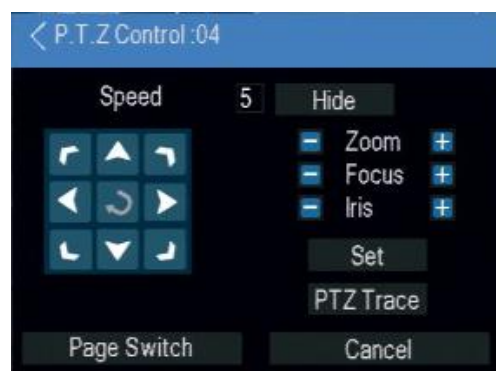 P.T.Z Control :04
Speed 5 Hide
Zoom
Focus
Iris
Set
PTZ Trace
Page Switch Cancel